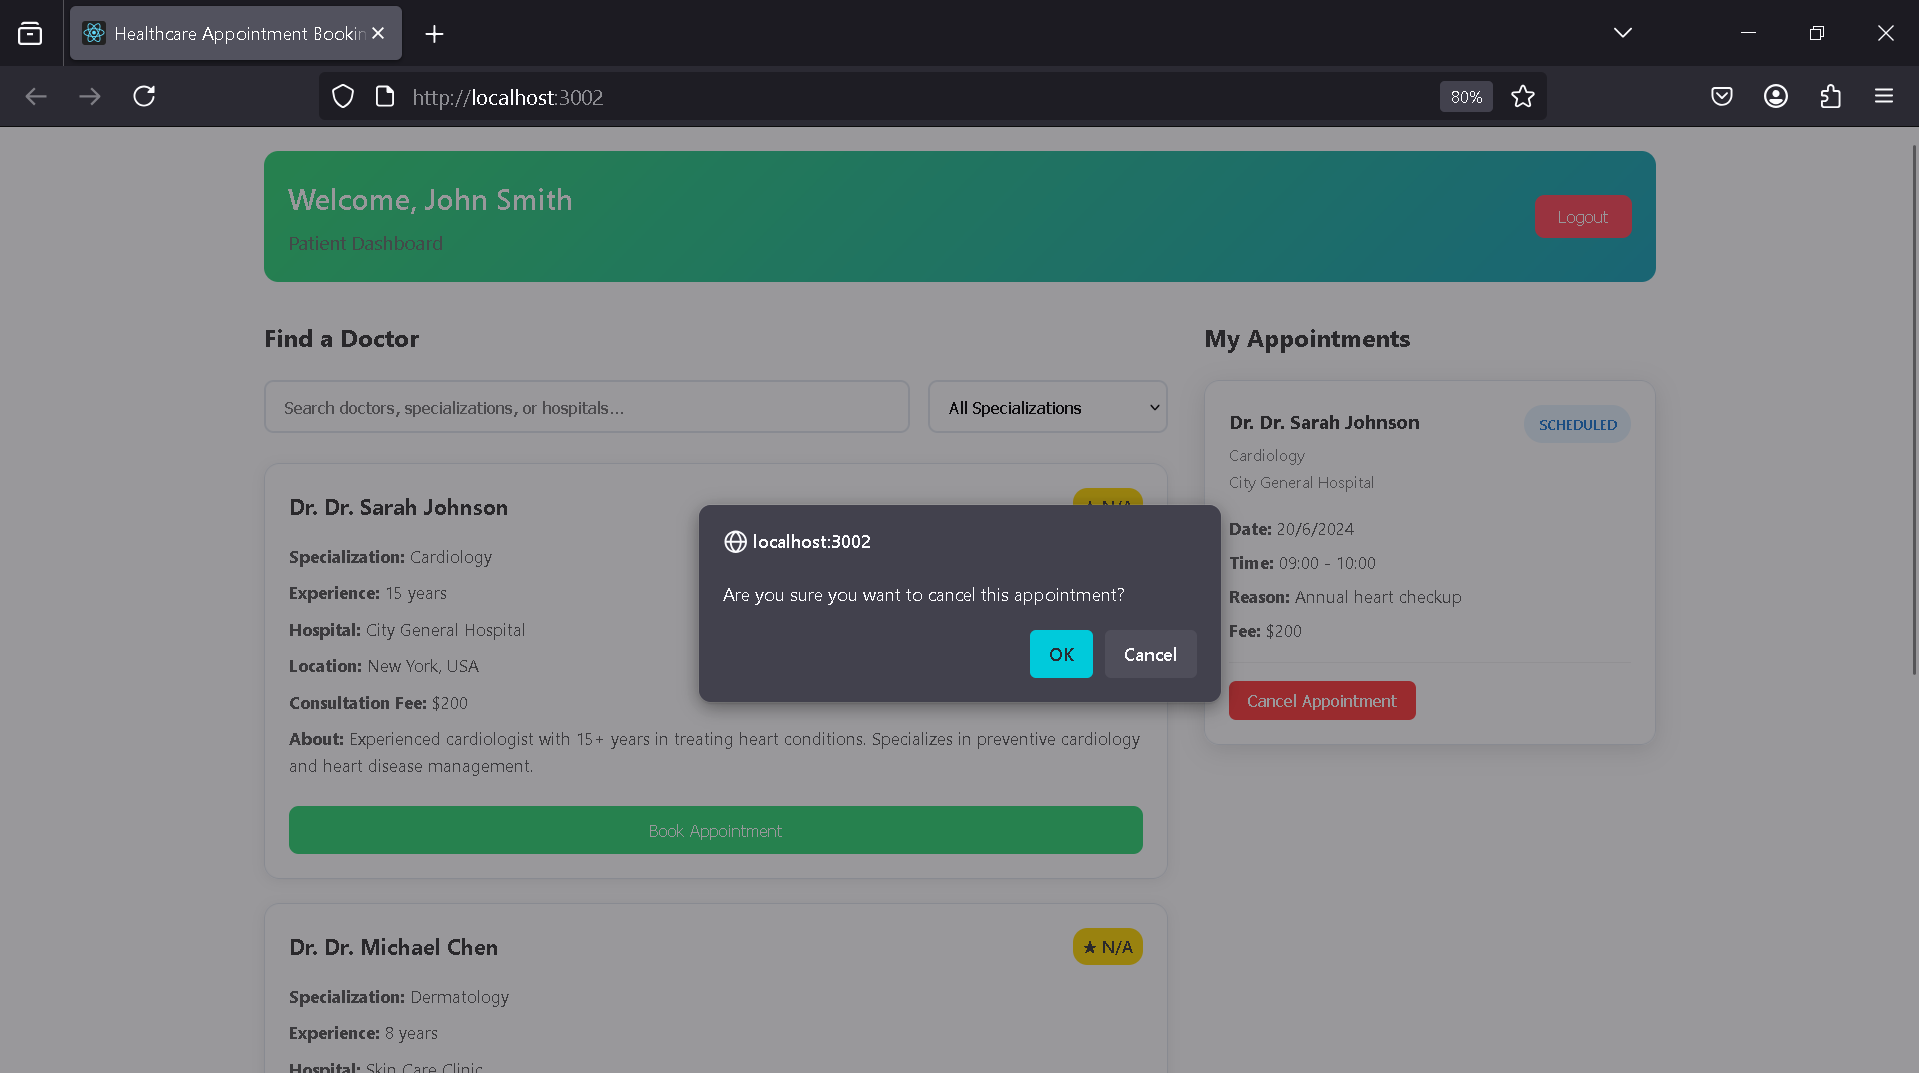 Healthcare Appointment Bookin
http://localhost:3002
80%
Welcome, John Smith
Patient Dashboard
Logout
Find a Doctor
Search doctors, specializations, or hospitals...
All Specializations
Dr. Dr. Sarah Johnson
★ N/A
Specialization: Cardiology
Experience: 15 years
Hospital: City General Hospital
Location: New York, USA
Consultation Fee: $200
About: Experienced cardiologist with 15+ years in treating heart conditions. Specializes in preventive cardiology
and heart disease management.
Book Appointment
Dr. Dr. Michael Chen
★ N/A
Specialization: Dermatology
Experience: 8 years
Hospital: Skin Care Clinic
My Appointments
Dr. Dr. Sarah Johnson
SCHEDULED
Cardiology
City General Hospital
Date: 20/6/2024
Time: 09:00 - 10:00
Reason: Annual heart checkup
Fee: $200
Cancel Appointment
localhost:3002
Are you sure you want to cancel this appointment?
OK
Cancel